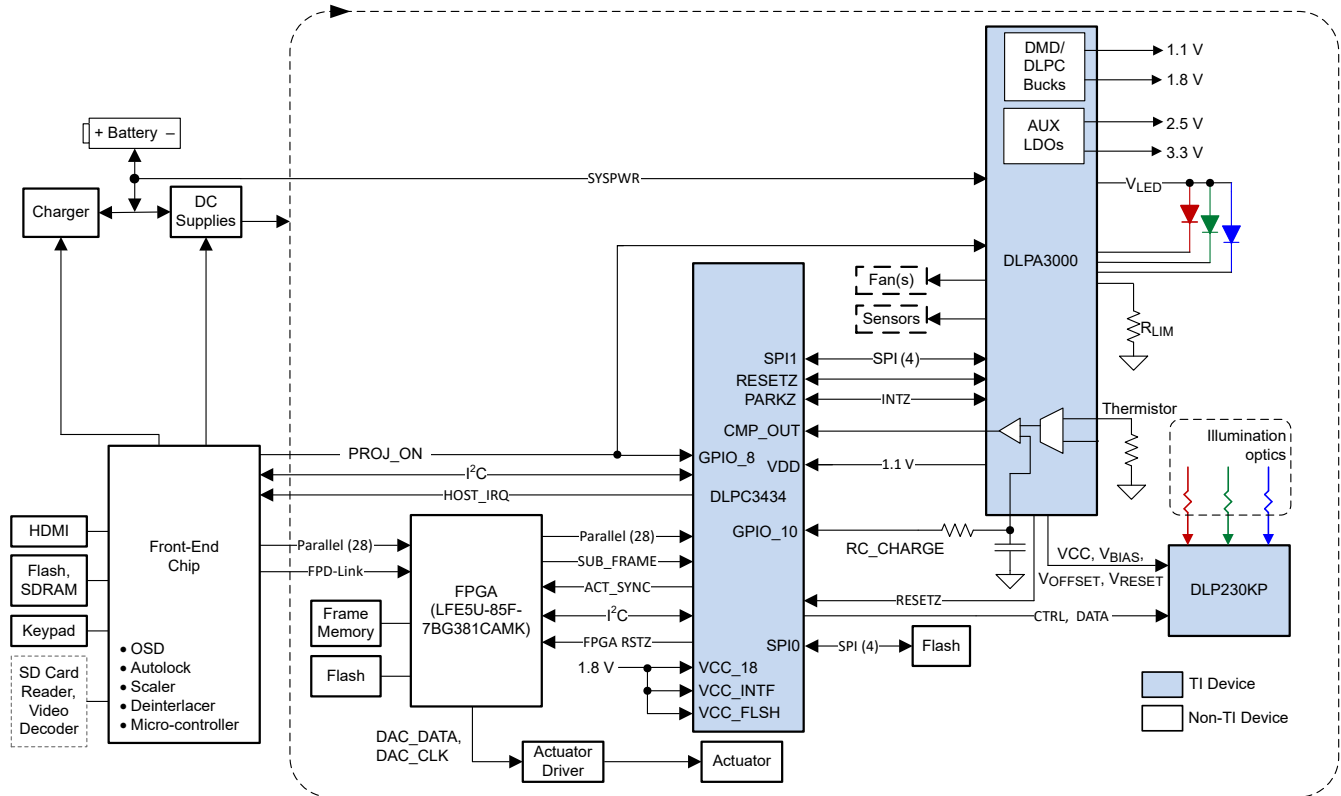 DMD/
DLPC
Bucks
1.1 V
1.8 V
AUX
LDOs
2.5 V
3.3 V
+ Battery –
SYSPWR
Charger
DC
Supplies
VLED
DLPA3000
Fan(s)
Sensors
RLIM
SPI1
SPI (4)
RESETZ
PARKZ
INTZ
Thermistor
CMP_OUT
Illumination
optics
PROJ_ON
GPIO_8
VDD
1.1 V
I2C
HOST_IRQ
DLPC3434
HDMI
Flash,
SDRAM
Keypad
SD Card
Reader,
Video
Decoder
Front-End
Chip
• OSD
• Autolock
• Scaler
• Deinterlacer
• Micro-controller
Parallel (28)
FPD-Link
FPGA
(LFE5U-85F-
7BG381CAMK)
Frame
Memory
Flash
Parallel (28)
SUB_FRAME
ACT_SYNC
I2C
FPGA RSTZ
1.8 V
GPIO_10
RC_CHARGE
VCC, VBIAS,
VOFFSET, VRESET
DLP230KP
RESETZ
CTRL, DATA
SPI0
SPI (4)
Flash
VCC_18
VCC_INTF
VCC_FLSH
TI Device
Non-TI Device
DAC_DATA,
DAC_CLK
Actuator
Driver
Actuator